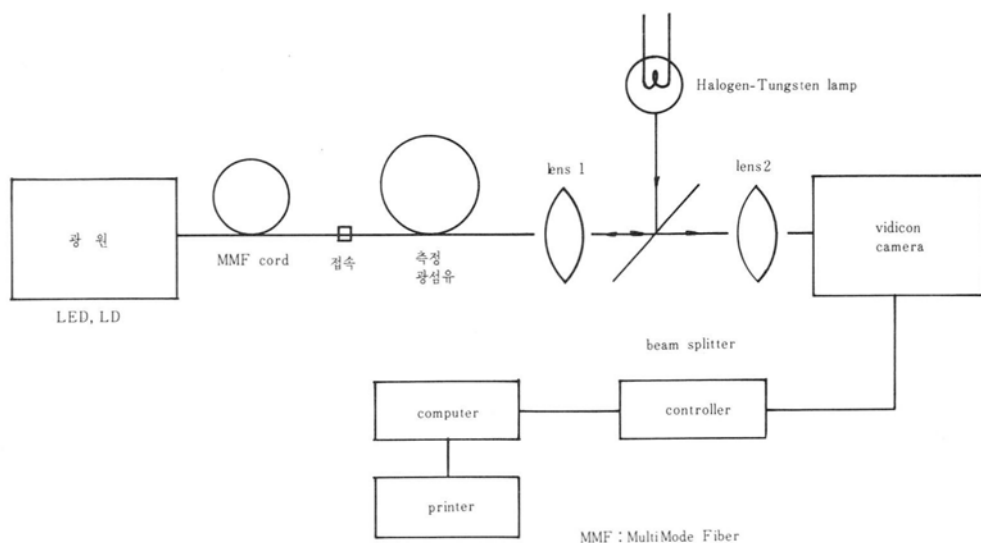 Halogen-Tungsten lamp
lens 1
lens2
광 원
vidicon
camera
MMF cord
접속
측정
광섬유
LED, LD
beam splitter
computer
controller
printer
MMF : MultiMode Fiber